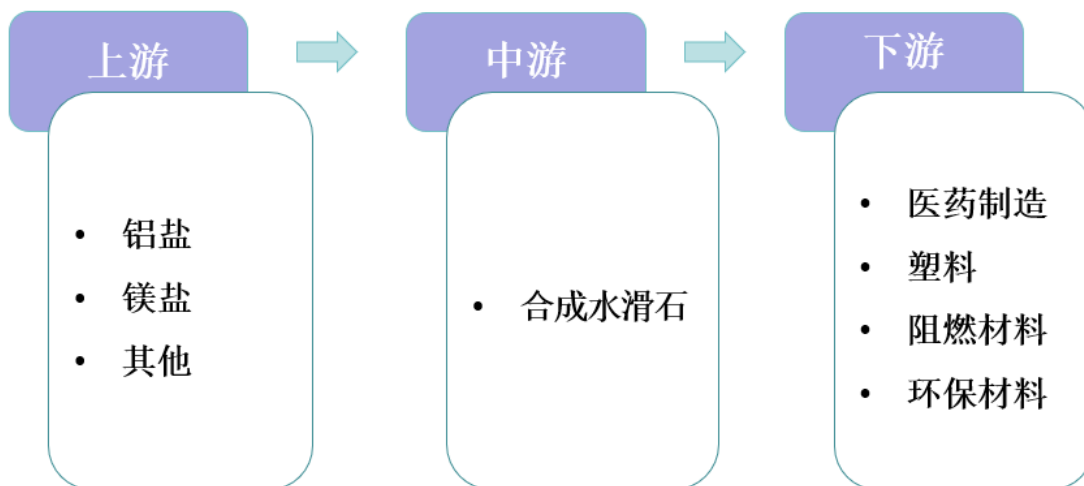 上游
铝盐
镁盐
其他
中游
合成水滑石
下游
医药制造
塑料
阻燃材料
环保材料